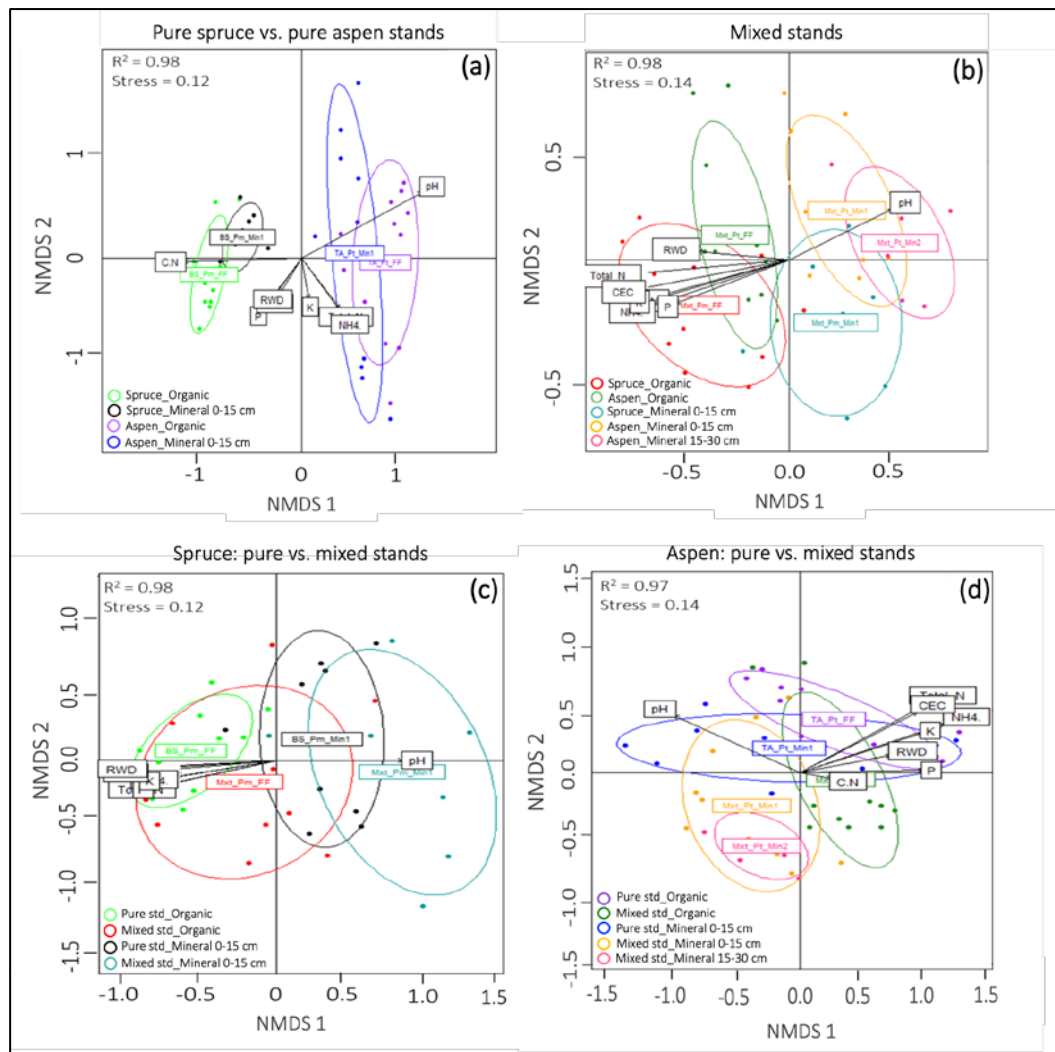 Pure spruce vs. pure aspen stands
R² = 0.98
Stress = 0.12
(a)
pH
BS_Pm_Min1
C.N
BS_Pm_FF
TA_Pt_Min1
TA_Pt_FF
RWD
P
K
NH4.
NMDS 2
1
0
-1
Spruce_Organic
Spruce_Mineral 0-15 cm
Aspen_Organic
Aspen_Mineral 0-15 cm
-1
0
1
NMDS 1
Mixed stands
R² = 0.98
Stress = 0.14
(b)
pH
Mxt_Pt_Min1
Mxt_Pt_FF
RWD
Mxt_Pt_Min2
Total_N
CEC
P
NH4.
Mxt_Pm_FF
Mxt_Pm_Min1
NMDS 2
0.5
0
-0.5
Spruce_Organic
Aspen_Organic
Spruce_Mineral 0-15 cm
Aspen_Mineral 0-15 cm
Aspen_Mineral 15-30 cm
-0.5
0.0
0.5
NMDS 1
Spruce: pure vs. mixed stands
R² = 0.98
Stress = 0.12
(c)
BS_Pm_FF
BS_Pm_Min1
RWD
K
Mxt_Pm_FF
Mxt_Pm_Min1
pH
NMDS 2
1.0
0.5
0.0
-0.5
-1.0
-1.5
Pure std_Organic
Mixed std_Organic
Pure std_Mineral 0-15 cm
Mixed std_Mineral 0-15 cm
-1.0
-0.5
0
0.5
1.0
1.5
NMDS 1
Aspen: pure vs. mixed stands
R² = 0.97
Stress = 0.14
(d)
Total_N
CEC
NH4.
pH
TA_Pt_FF
K
TA_Pt_Min1
RWD
P
C.N
Mxt_Pt_Min1
Mxt_Pt_Min2
NMDS 2
1.5
1.0
0.5
0.0
-0.5
-1.0
-1.5
Pure std_Organic
Mixed std_Organic
Pure std_Mineral 0-15 cm
Mixed std_Mineral 0-15 cm
Mixed std_Mineral 15-30 cm
-1.5
-1.0
-0.5
0.0
0.5
1.0
1.5
NMDS 1